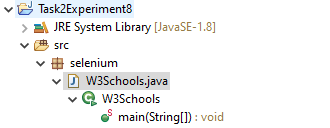 Task2Experiment8
JRE System Library [JavaSE-1.8]
src
selenium
W3Schools.java
W3Schools
main(String[]) : void